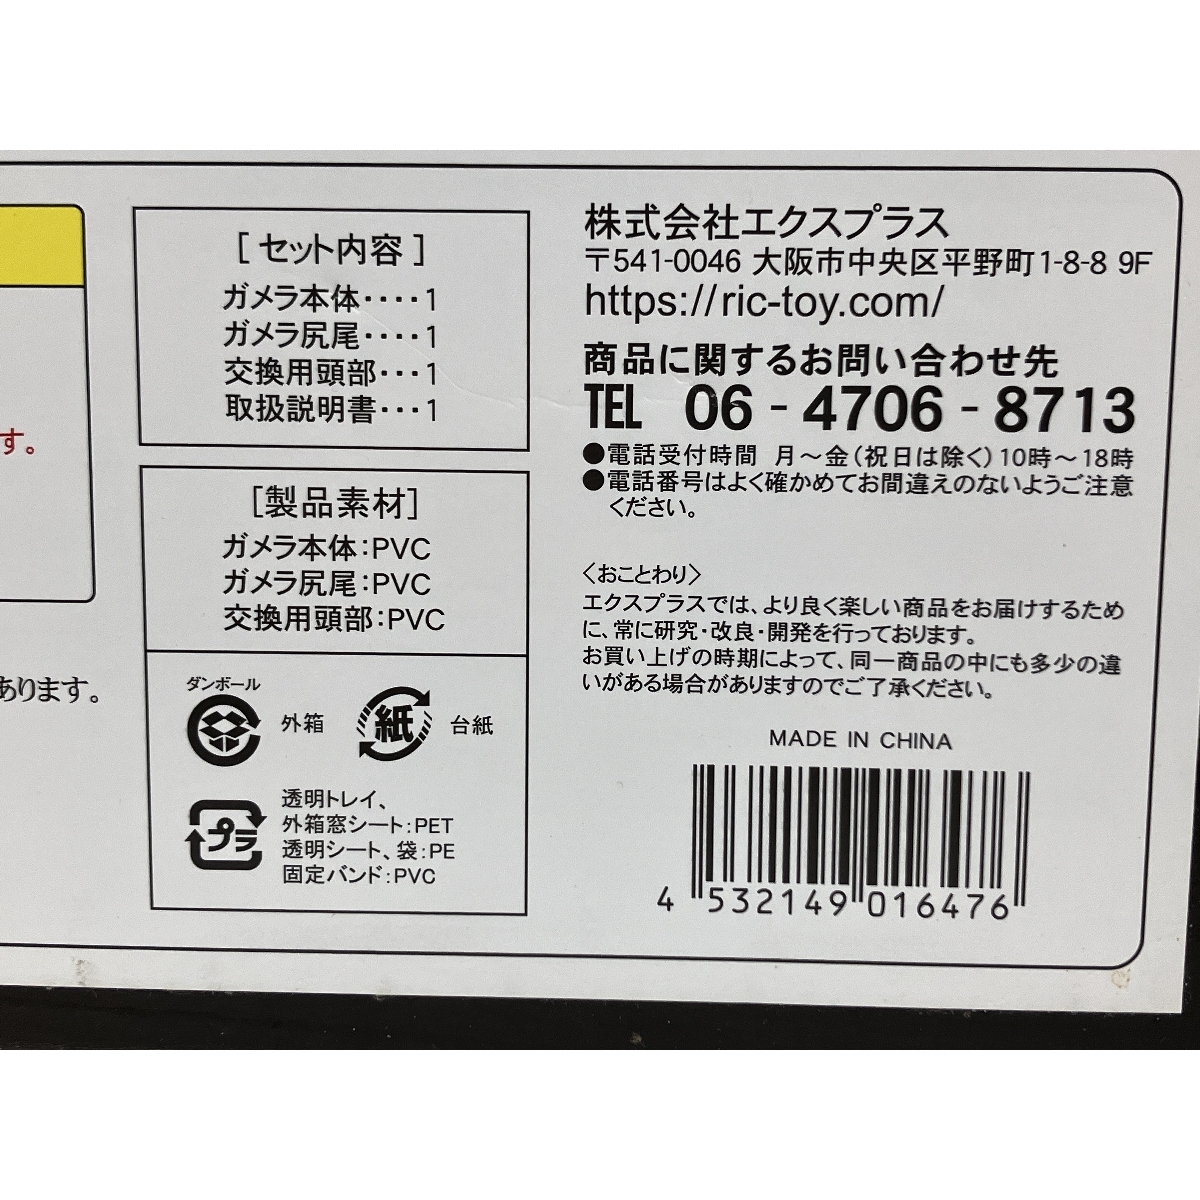 す。
あります。
[ セット内容 ]
ガメラ本体････1
ガメラ尻尾････1
交換用頭部･･･1
取扱説明書･･･1
[製品素材]
ガメラ本体：PVC
ガメラ尻尾：PVC
交換用頭部：PVC
ダンボール
外箱
紙
台紙
プラ
透明トレイ、
外箱窓シート：PET
透明シート、袋：PE
固定バンド：PVC
株式会社エクスプラス
〒541-0046 大阪市中央区平野町1-8-8 9F
https://ric-toy.com/
商品に関するお問い合わせ先
TEL 06 - 4706 - 8713
●電話受付時間 月～金(祝日は除く)10時～18時
●電話番号はよく確かめてお間違えのないようご注意
ください。
〈おことわり〉
エクスプラスでは、より良く楽しい商品をお届けするため
に、常に研究・改良・開発を行っております。
お買い上げの時期によって、同一商品の中にも多少の違
いがある場合がありますのでご了承ください。
MADE IN CHINA
4 532149 016476